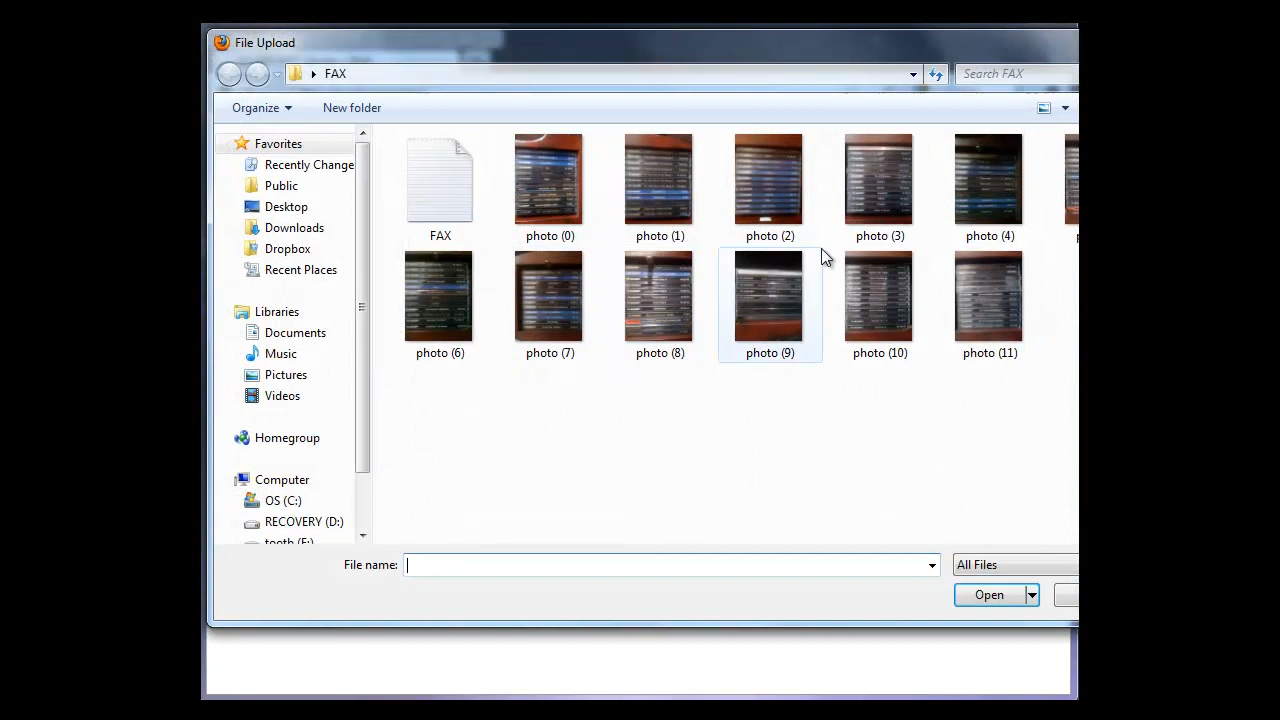 File Upload
FAX
Search FAX
Organize
New folder
Favorites
Recently Change
Public
Desktop
Downloads
Dropbox
Recent Places
Libraries
Documents
Music
Pictures
Videos
Homegroup
Computer
OS (C:)
RECOVERY (D:)
tooth (F:)
FAX
photo (0)
photo (1)
photo (2)
photo (3)
photo (4)
photo (6)
photo (7)
photo (8)
photo (9)
photo (10)
photo (11)
File name:
All Files
Open